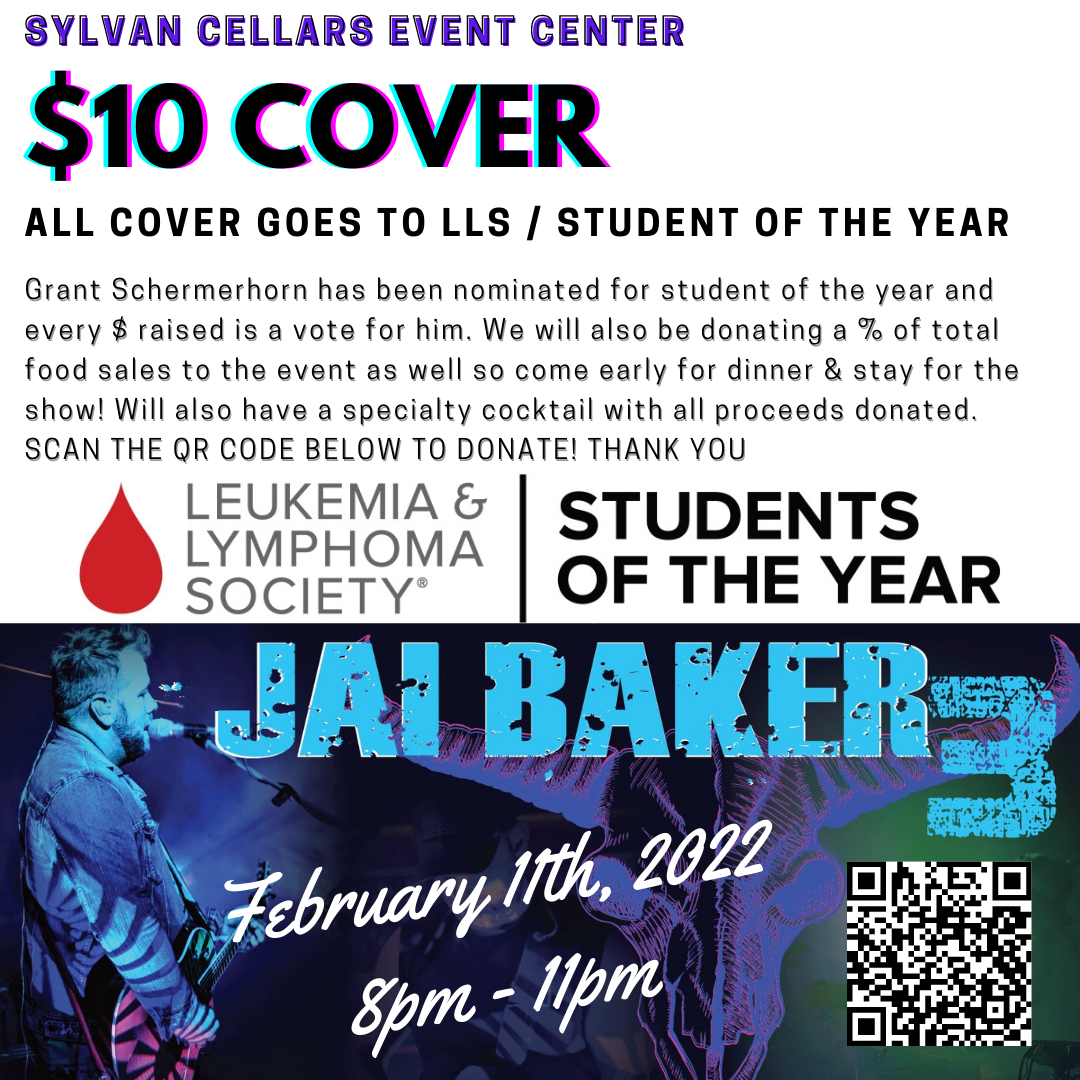 SYLVAN CELLARS EVENT CENTER
$10 COVER
ALL COVER GOES TO LLS / STUDENT OF THE YEAR
Grant Schermerhorn has been nominated for student of the year and
every $ raised is a vote for him. We will also be donating a % of total
food sales to the event as well so come early for dinner & stay for the
show! Will also have a specialty cocktail with all proceeds donated.
SCAN THE QR CODE BELOW TO DONATE! THANK YOU
LEUKEMIA &
LYMPHOMA
SOCIETY®
STUDENTS
OF THE YEAR
JAI BAKER
3
February 11th, 2022
8pm - 11pm